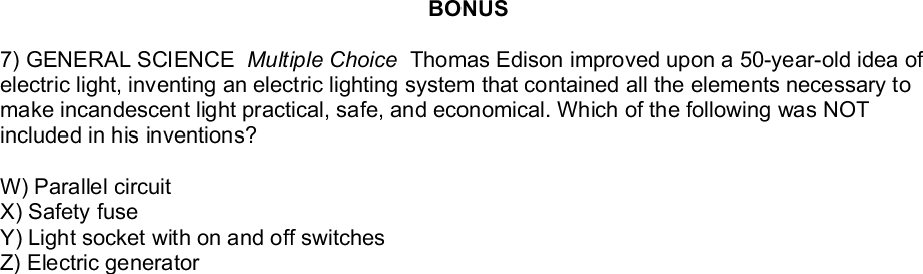 BONUS
7) GENERAL SCIENCE Multiple Choice Thomas Edison improved upon a 50-year-old idea of
electric light, inventing an electric lighting system that contained all the elements necessary to
make incandescent light practical, safe, and economical. Which of the following was NOT
included in his inventions?
W) Parallel circuit
X) Safety fuse
Y) Light socket with on and off switches
Z) Electric generator